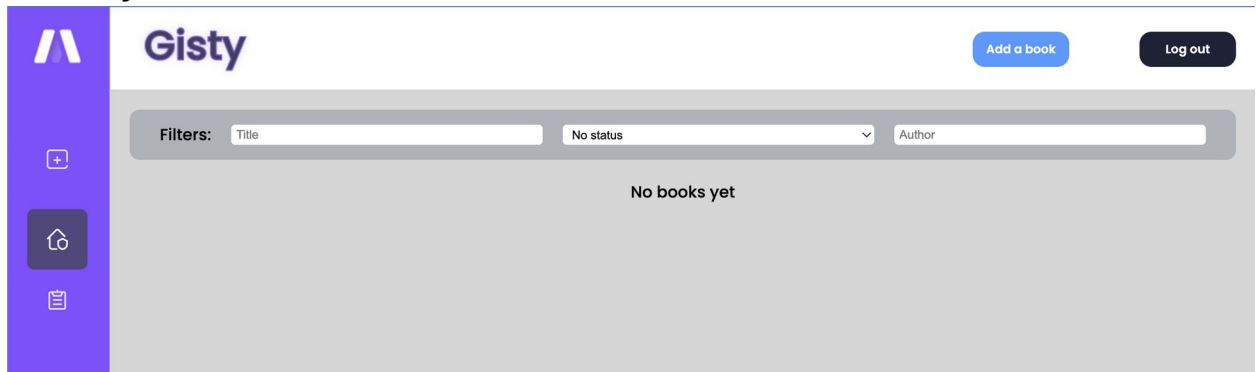 Gisty
Add a book
Log out
Filters:
Title
No status
Author
No books yet